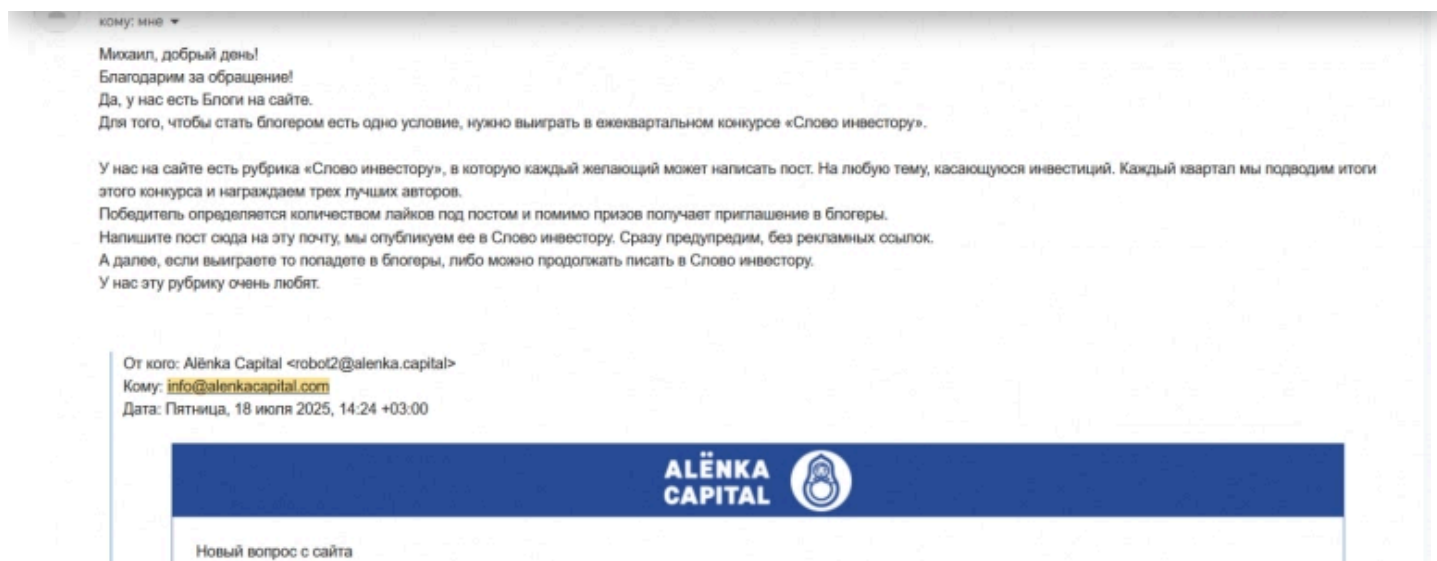 кому: мне
Михаил, добрый день!
Благодарим за обращение!
Да, у нас есть Блоги на сайте.
Для того, чтобы стать блогером есть одно условие, нужно выиграть в ежеквартальном конкурсе «Слово инвестору».
У нас на сайте есть рубрика «Слово инвестору», в которую каждый желающий может написать пост. На любую тему, касающуюся инвестиций. Каждый квартал мы подводим итоги
этого конкурса и награждаем трех лучших авторов.
Победитель определяется количеством лайков под постом и помимо призов получает приглашение в блогеры.
Напишите пост сюда на эту почту, мы опубликуем ее в Слово инвестору. Сразу предупредим, без рекламных ссылок.
А далее, если выиграете то попадете в блогеры, либо можно продолжать писать в Слово инвестору.
У нас эту рубрику очень любят.
От кого: Alёnka Capital <robot2@alenka.capital>
Кому: info@alenkacapital.com
Дата: Пятница, 18 июля 2025, 14:24 +03:00
ALЁNKA
CAPITAL
Новый вопрос с сайта